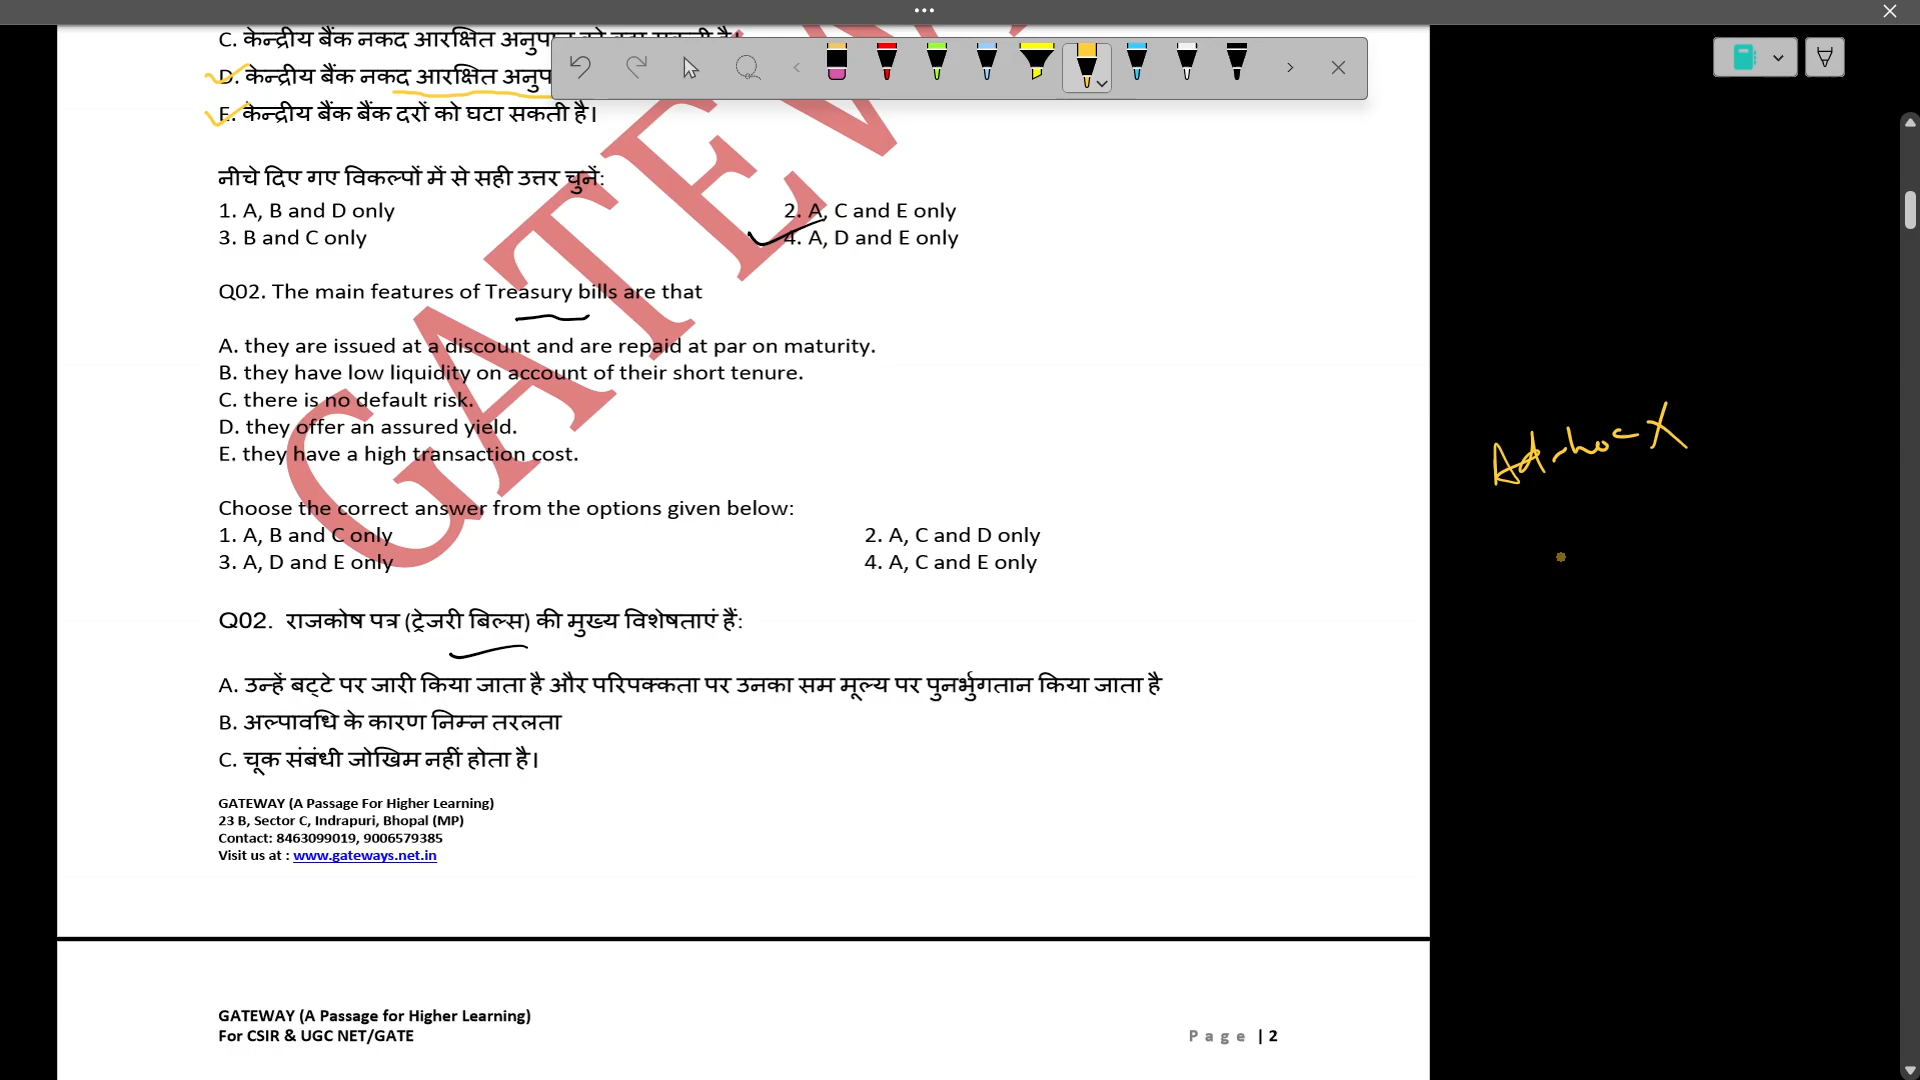 C. केन्द्रीय बैंक नकद आरक्षित
D. केन्द्रीय बैंक नकद आरक्षित
E. केन्द्रीय बैंक बैंक दरों को घटा सकती है।
नीचे दिए गए विकल्पों में से सही उत्तर चुनें:
1. A, B and D only 2. A, C and E only
3. B and C only 4. A, D and E only
Q02. The main features of Treasury bills are that
A. they are issued at a discount and are repaid at par on maturity.
B. they have low liquidity on account of their short tenure.
C. there is no default risk.
D. they offer an assured yield.
E. they have a high transaction cost.
Ad-hoc X
Choose the correct answer from the options given below:
1. A, B and C only 2. A, C and D only
3. A, D and E only 4. A, C and E only
Q02. राजकोष पत्र (ट्रेजरी बिल्स) की मुख्य विशेषताएं हैं:
A. उन्हें बट्टे पर जारी किया जाता है और परिपक्कता पर उनका सम मूल्य पर पुनर्भुगतान किया जाता है
B. अल्पावधि के कारण निम्न तरलता
C. चूक संबंधी जोखिम नहीं होता है।
GATEWAY (A Passage For Higher Learning)
23 B, Sector C, Indrapuri, Bhopal (MP)
Contact: 8463099019, 9006579385
Visit us at : www.gateways.net.in
GATEWAY (A Passage for Higher Learning)
For CSIR & UGC NET/GATE
Page | 2